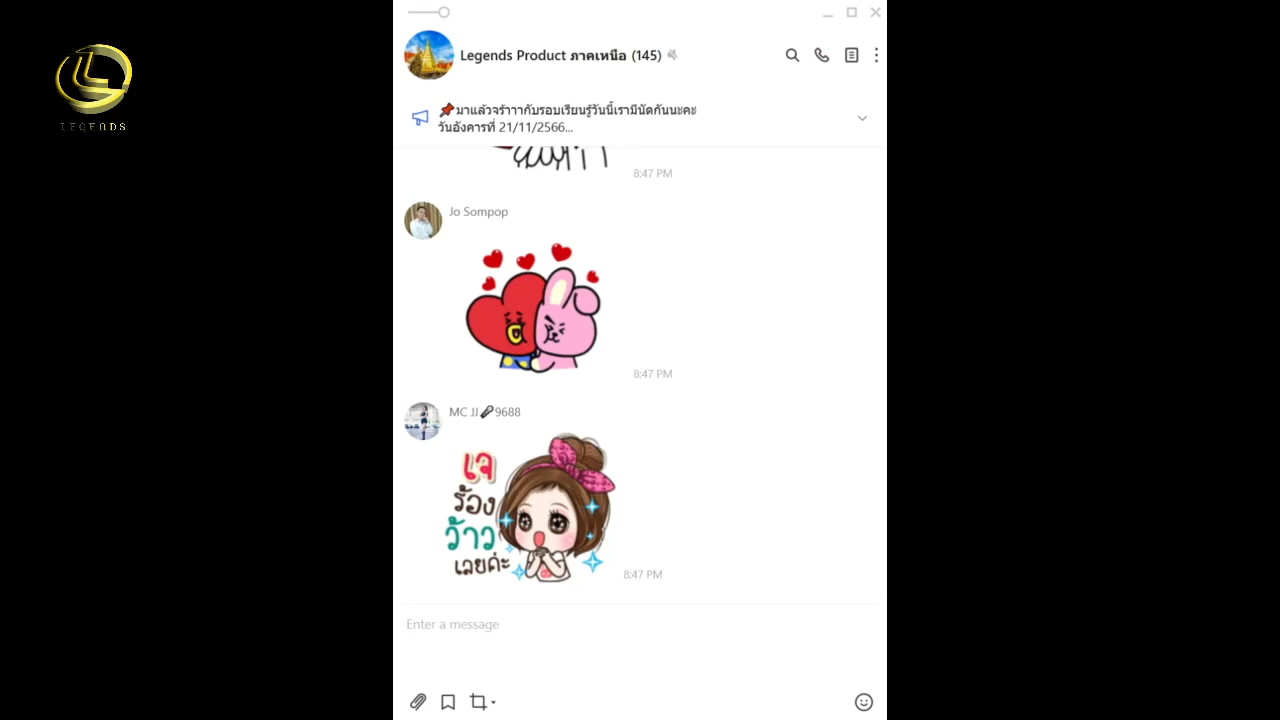 LEGENDS
Legends Product ภาคเหนือ (145)
📌มาแล้วจร้าาากับรอบเรียนรู้วันนี้เรามีนัดกันนะคะ
วันอังคารที่ 21/11/2566...
8:47 PM
Jo Sompop
8:47 PM
MC JJ🎤9688
เจ
ร้อง
ว้าว
เลยค่ะ
8:47 PM
Enter a message